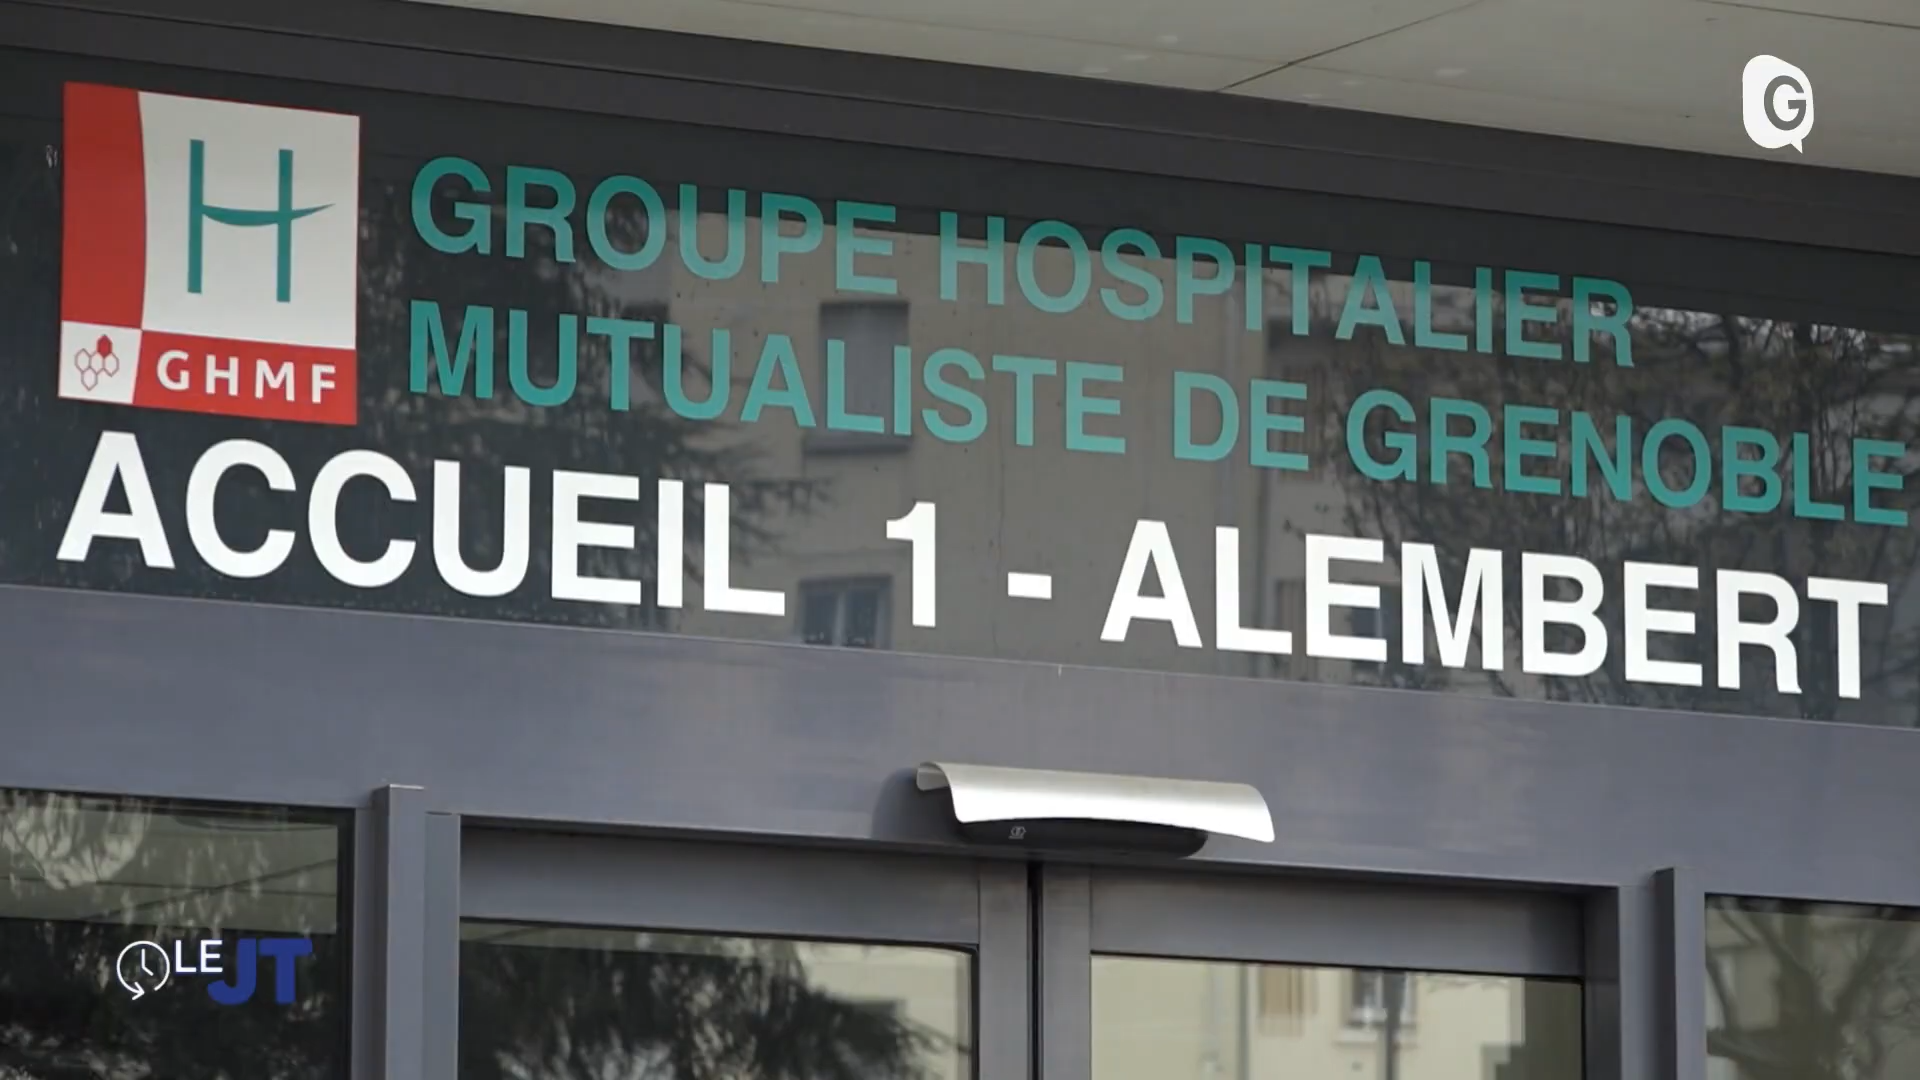 G
H
GHMF
GROUPE HOSPITALIER
MUTUALISTE DE GRENOBLE
ACCUEIL 1 - ALEMBERT
LE JT